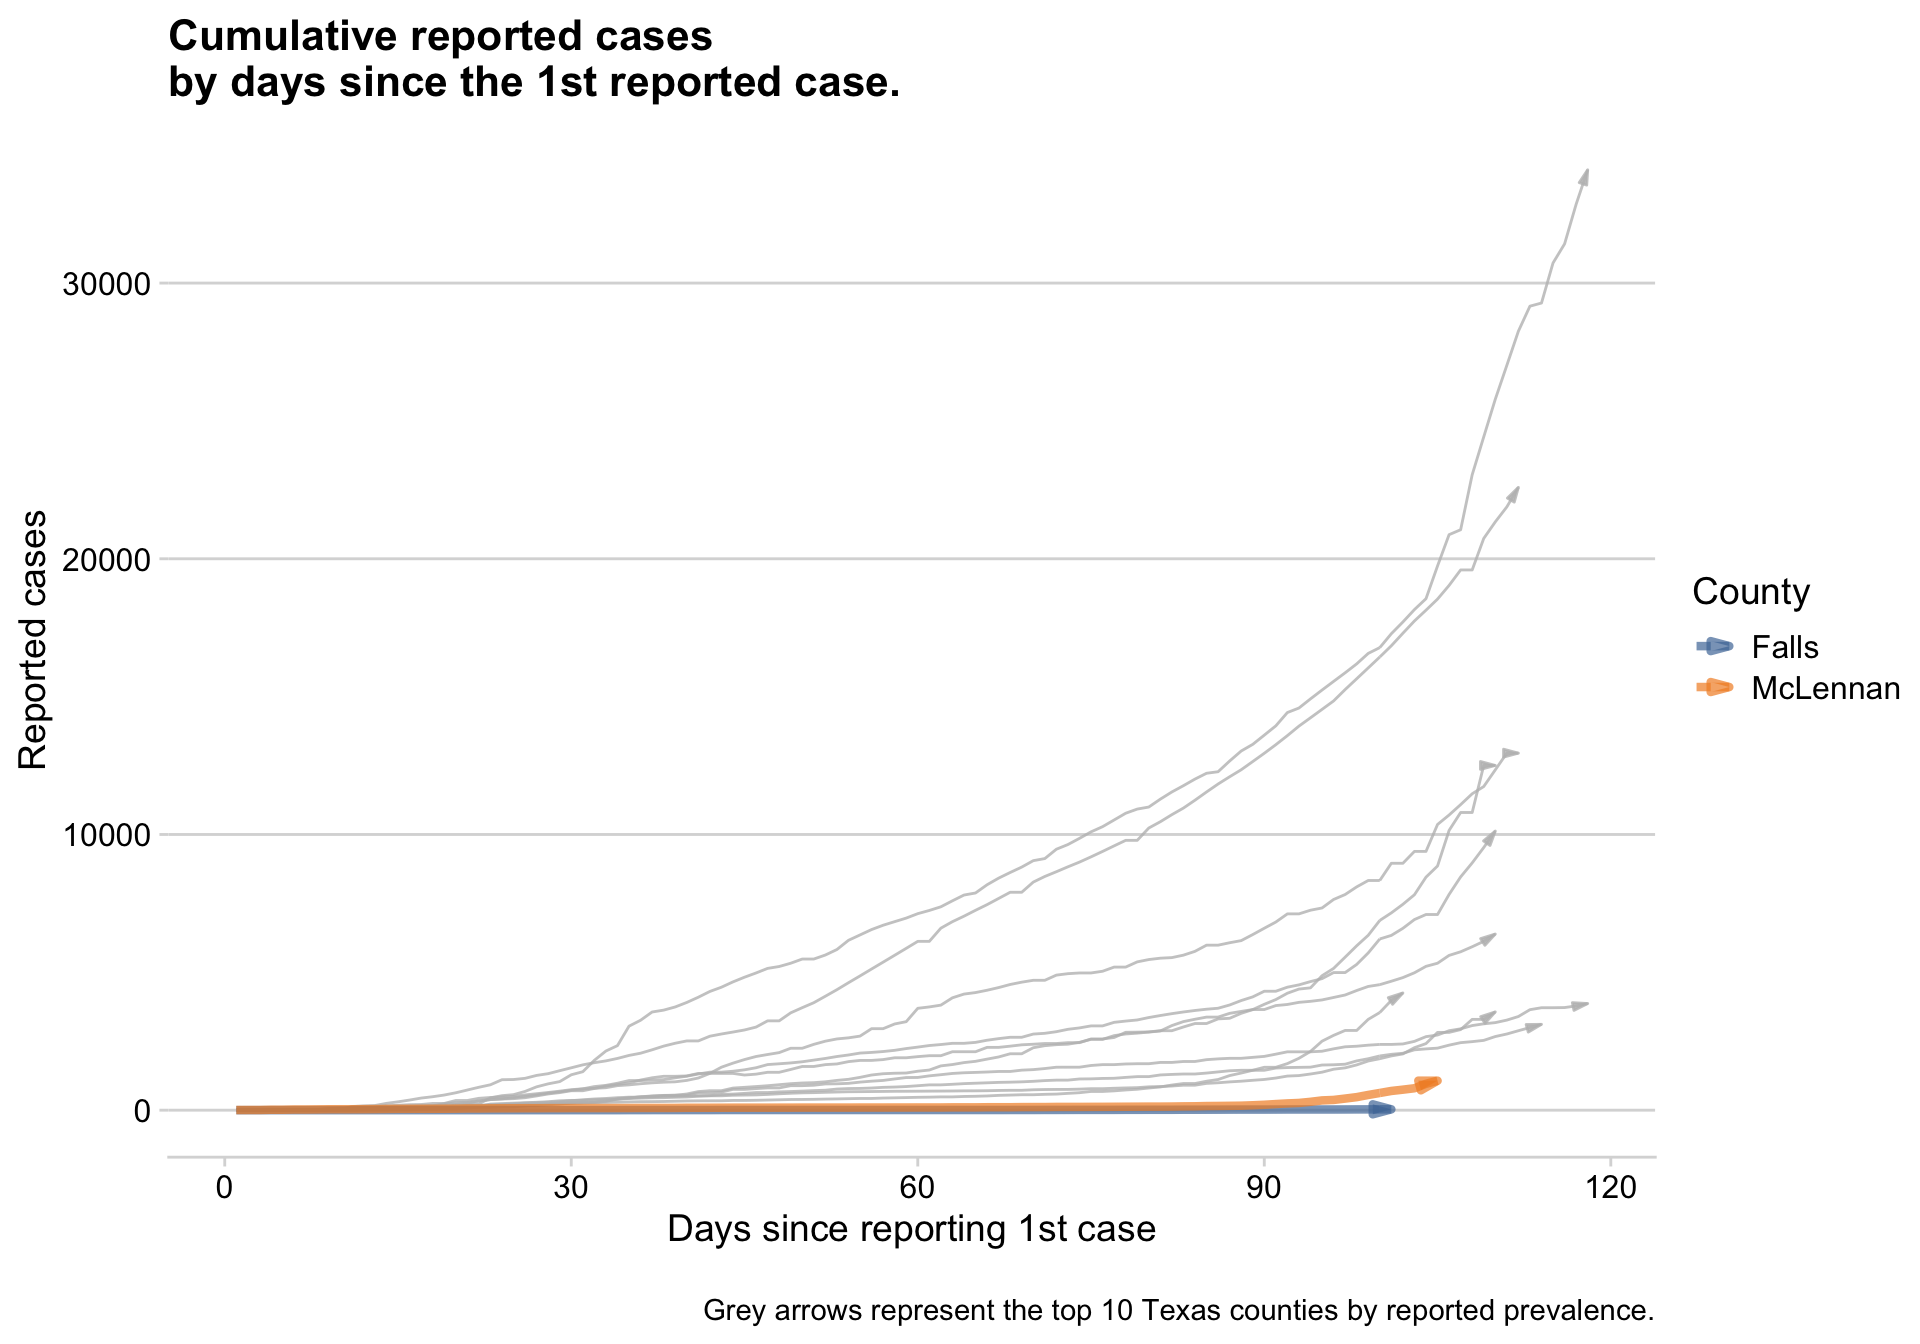 Cumulative reported cases
by days since the 1st reported case.
30000
20000
10000
0
Reported cases
0 30 60 90 120
Days since reporting 1st case
County
Falls
McLennan
Grey arrows represent the top 10 Texas counties by reported prevalence.